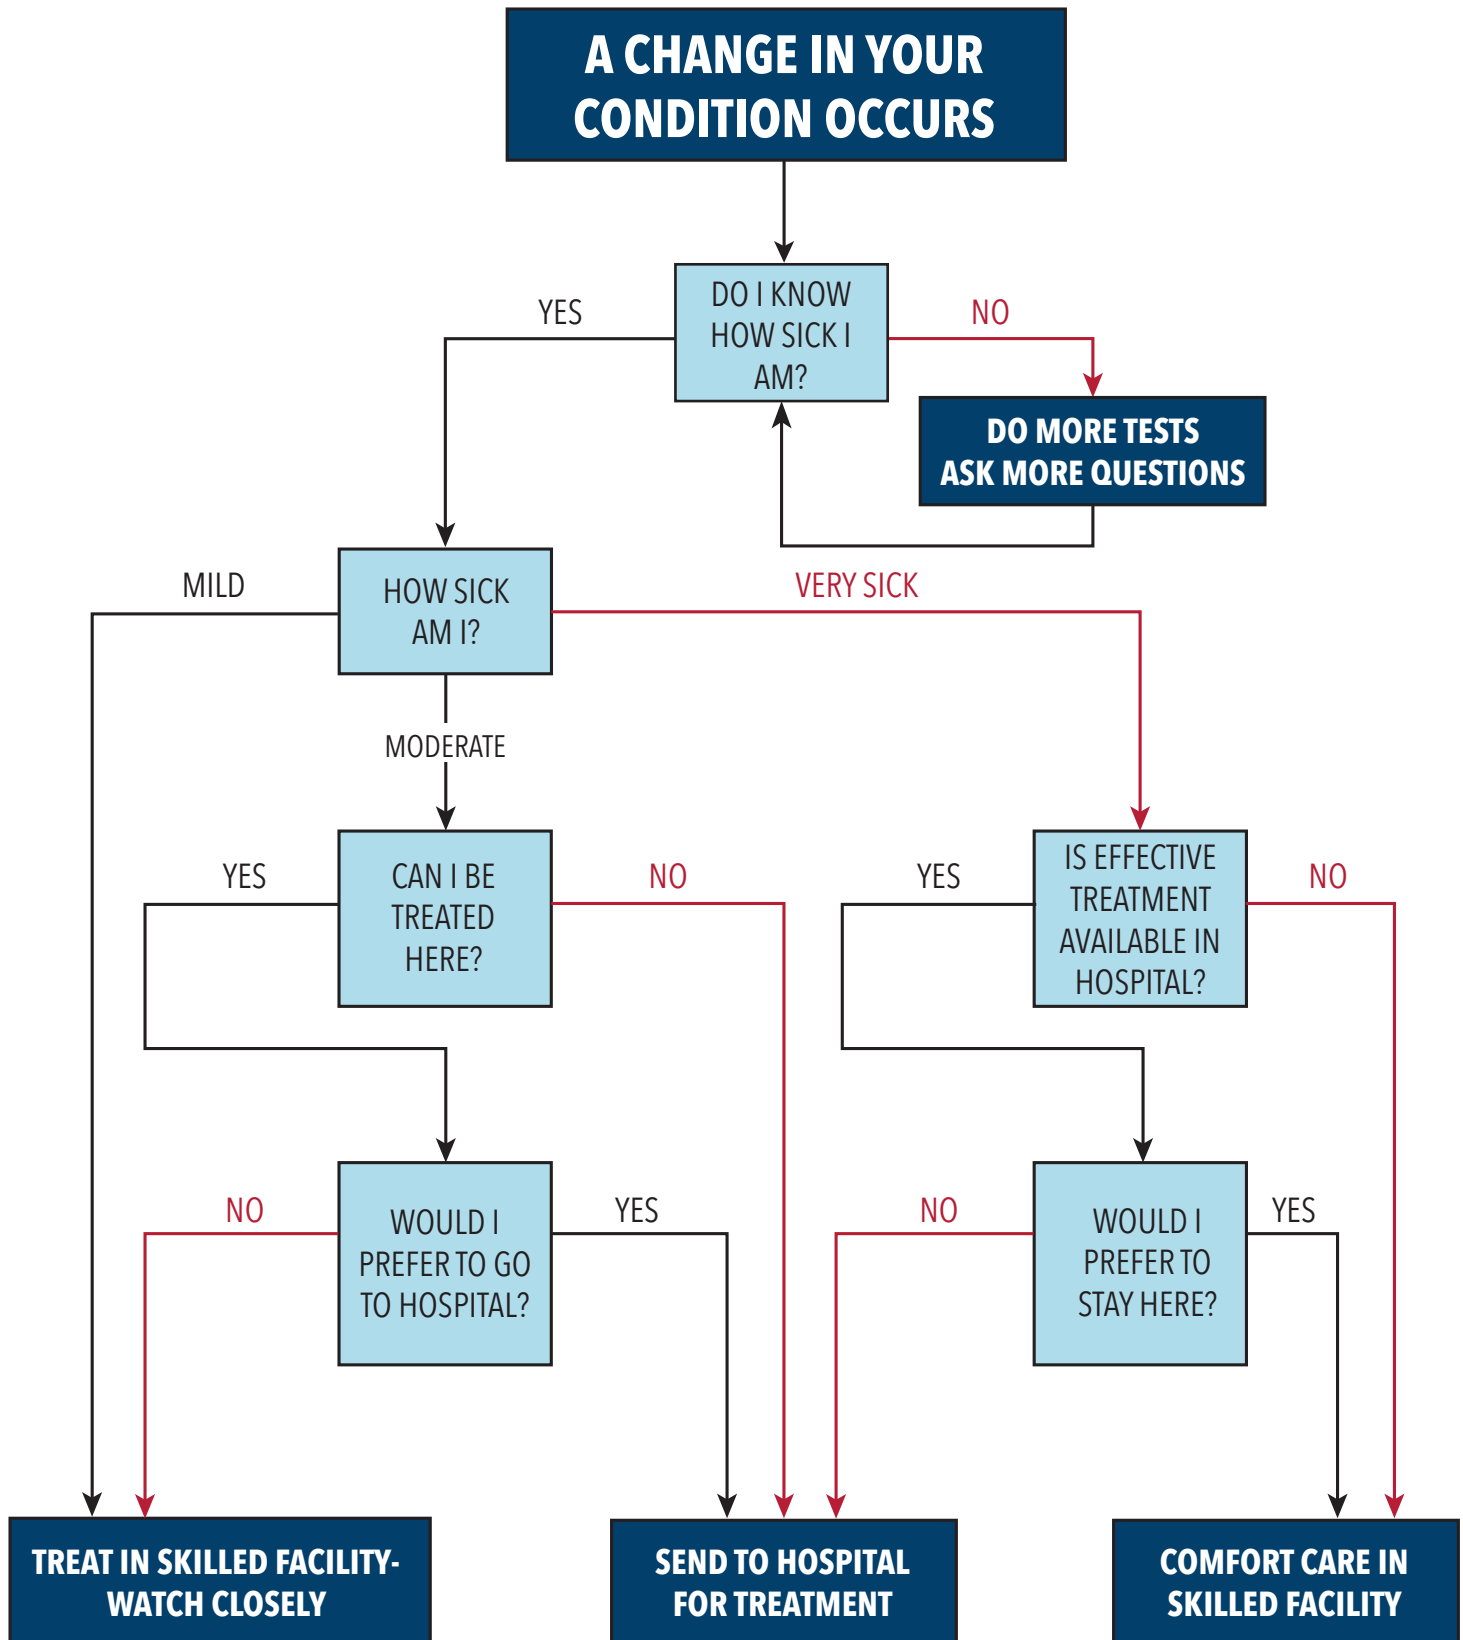 A CHANGE IN YOUR
CONDITION OCCURS
YES
DO I KNOW
HOW SICK I
AM?
NO
DO MORE TESTS
ASK MORE QUESTIONS
MILD
HOW SICK
AM I?
VERY SICK
MODERATE
YES
CAN I BE
TREATED
HERE?
NO
YES
IS EFFECTIVE
TREATMENT
AVAILABLE IN
HOSPITAL?
NO
NO
WOULD I
PREFER TO GO
TO HOSPITAL?
YES
NO
WOULD I
PREFER TO
STAY HERE?
YES
TREAT IN SKILLED FACILITY-
WATCH CLOSELY
SEND TO HOSPITAL
FOR TREATMENT
COMFORT CARE IN
SKILLED FACILITY